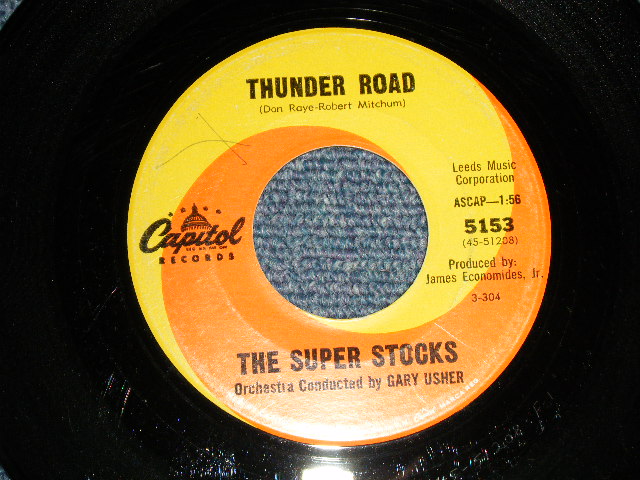 THUNDER ROAD
(Don Raye-Robert Mitchum)
Leeds Music
Corporation
ASCAP—1:56
5153
(45-51208)
Produced by:
James Economides, Jr.
3-304
Capitol
RECORDS
THE SUPER STOCKS
Orchestra Conducted by GARY USHER